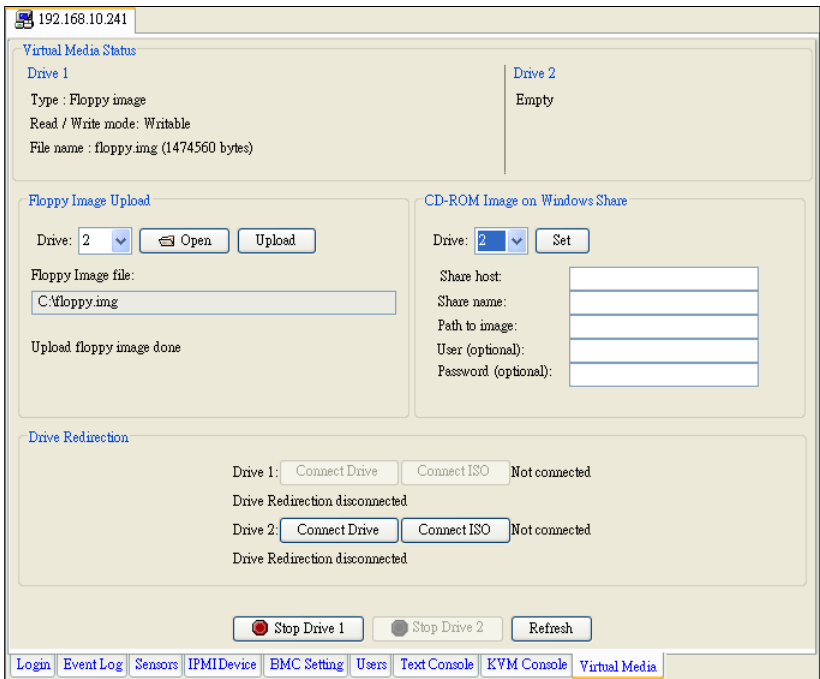 192.168.10.241
Virtual Media Status
Drive 1
Type : Floppy image
Read / Write mode: Writable
File name : floppy.img (1474560 bytes)
Drive 2
Empty
Floppy Image Upload
Drive: 2 Open Upload
Floppy Image file:
C:\floppy.img
Upload floppy image done
CD-ROM Image on Windows Share
Drive: 2 Set
Share host:
Share name:
Path to image:
User (optional):
Password (optional):
Drive Redirection
Drive 1: Connect Drive Connect ISO Not connected
Drive Redirection disconnected
Drive 2: Connect Drive Connect ISO Not connected
Drive Redirection disconnected
Stop Drive 1 Stop Drive 2 Refresh
Login Event Log Sensors IPMI Device BMC Setting Users Text Console KVM Console Virtual Media